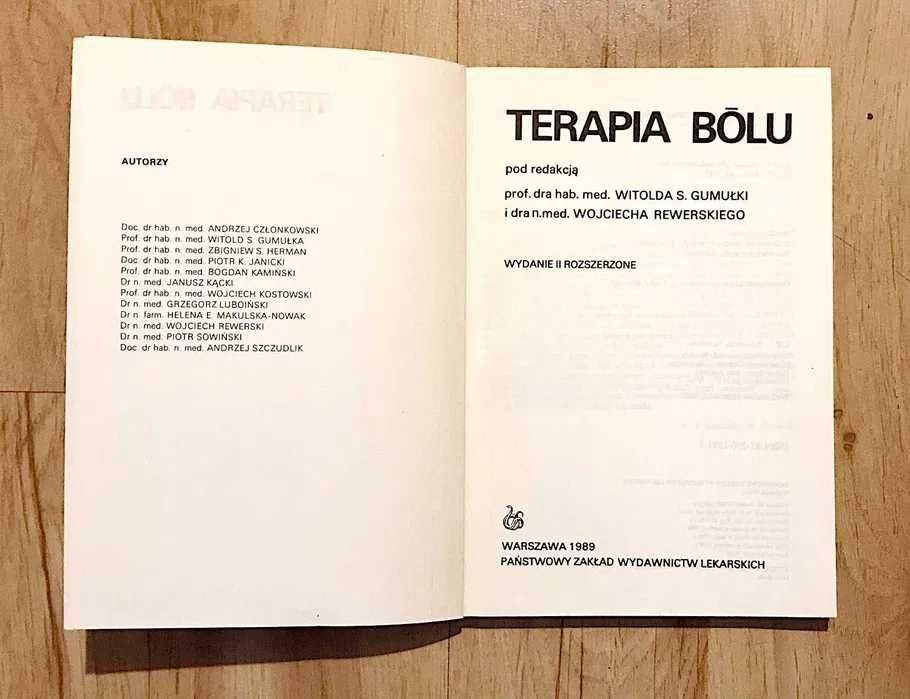 AUTORZY
Doc. dr hab. n. med. ANDRZEJ CZŁONKOWSKI
Prof. dr hab. n. med. WITOLD S. GUMUŁKA
Prof. dr hab. n. med. ZBIGNIEW S. HERMAN
Doc. dr hab. n. med. PIOTR K. JANICKI
Prof. dr hab. n. med. BOGDAN KAMIŃSKI
Dr n. med. JANUSZ KĄCKI
Prof. dr hab. n. med. WOJCIECH KOSTOWSKI
Dr n. med. GRZEGORZ LUBOIŃSKI
Dr n. farm. HELENA E. MAKULSKA-NOWAK
Dr n. med. WOJCIECH REWERSKI
Dr n. med. PIOTR SOWIŃSKI
Doc. dr hab. n. med. ANDRZEJ SZCZUDLIK
TERAPIA BŌLU
pod redakcją
prof. dra hab. med. WITOLDA S. GUMUŁKI
i dra n.med. WOJCIECHA REWERSKIEGO
WYDANIE II ROZSZERZONE
WARSZAWA 1989
PAŃSTWOWY ZAKŁAD WYDAWNICTW LEKARSKICH